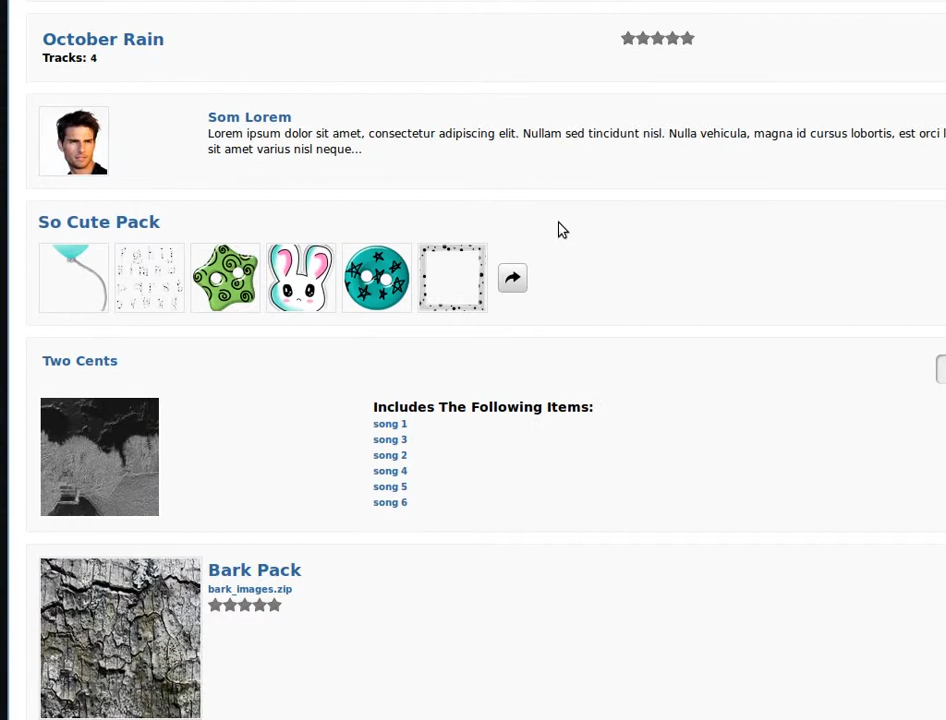 October Rain
Tracks: 4
Som Lorem
Lorem ipsum dolor sit amet, consectetur adipiscing elit. Nullam sed tincidunt nisl. Nulla vehicula, magna id cursus lobortis, est orci
sit amet varius nisl neque...
So Cute Pack
Two Cents
Includes The Following Items:
song 1
song 3
song 2
song 4
song 5
song 6
Bark Pack
bark_images.zip